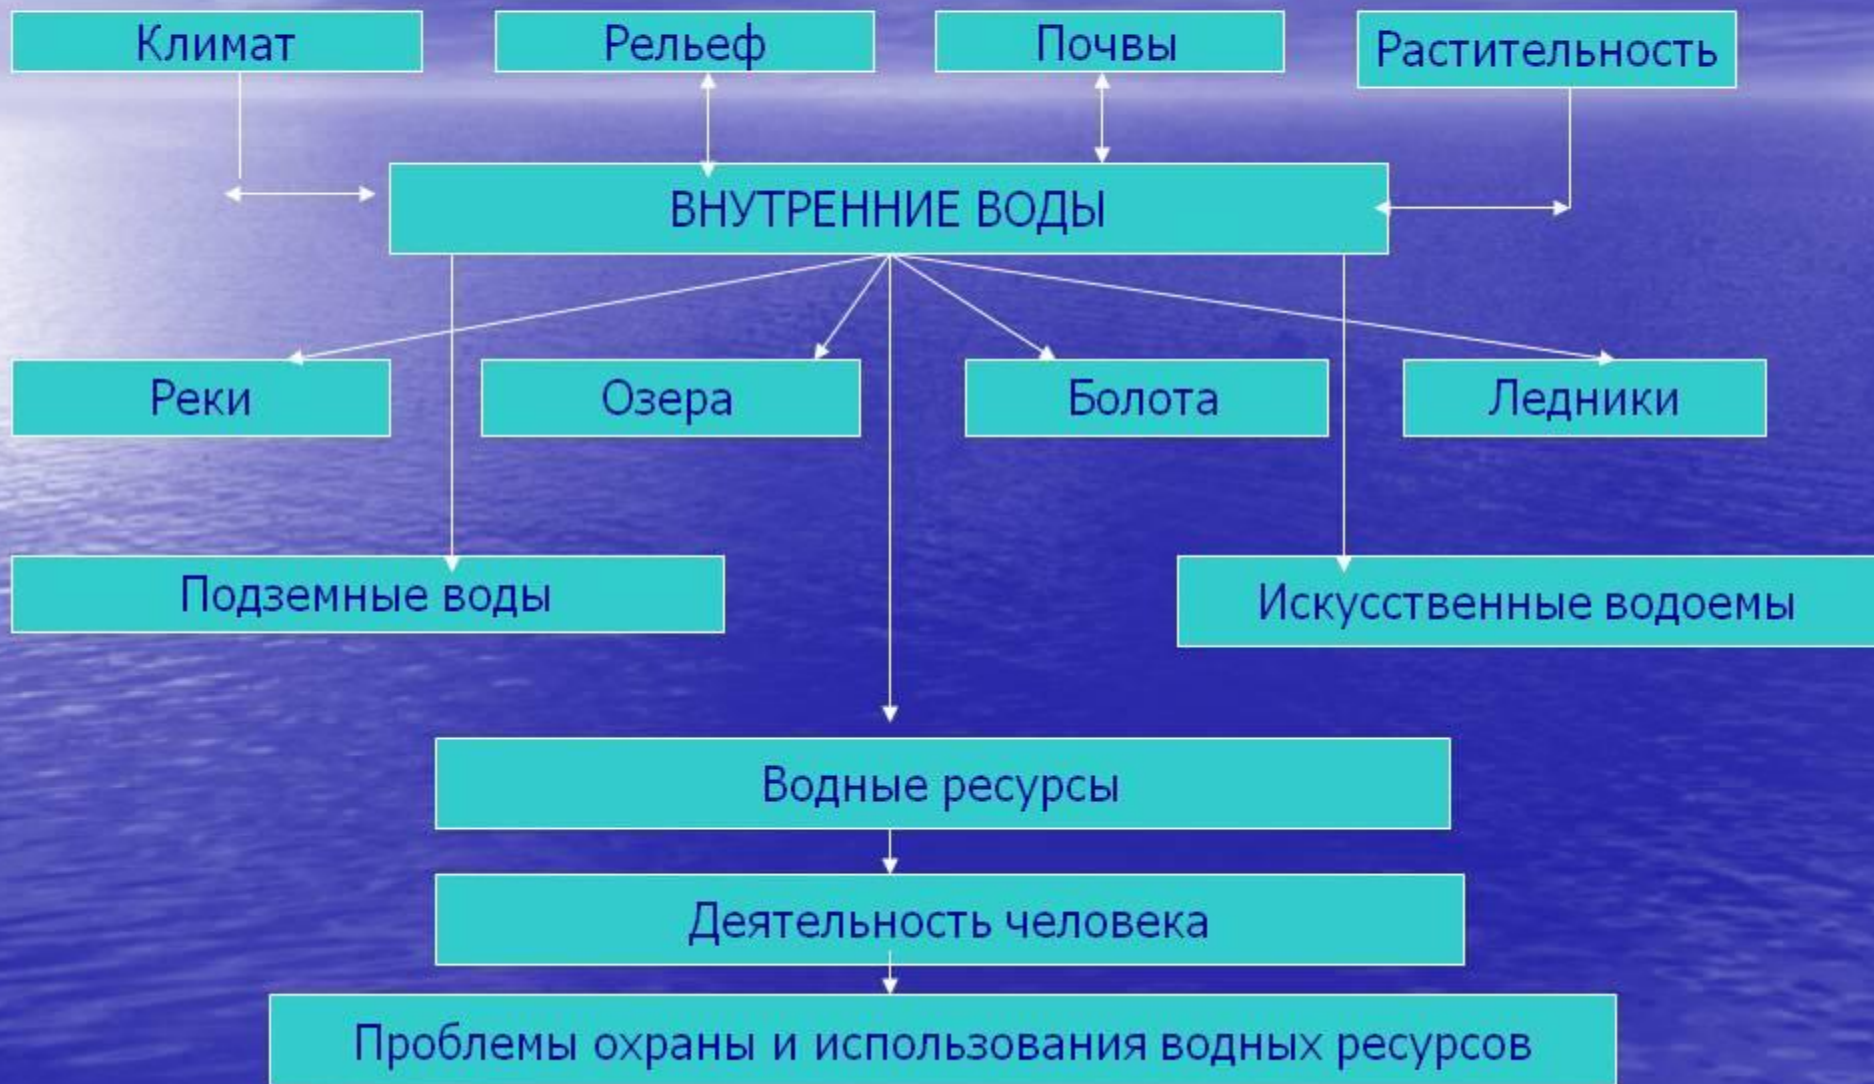 Климат
Рельеф
Почвы
Растительность
ВНУТРЕННИЕ ВОДЫ
Реки
Озера
Болота
Ледники
Подземные воды
Искусственные водоемы
Водные ресурсы
Деятельность человека
Проблемы охраны и использования водных ресурсов